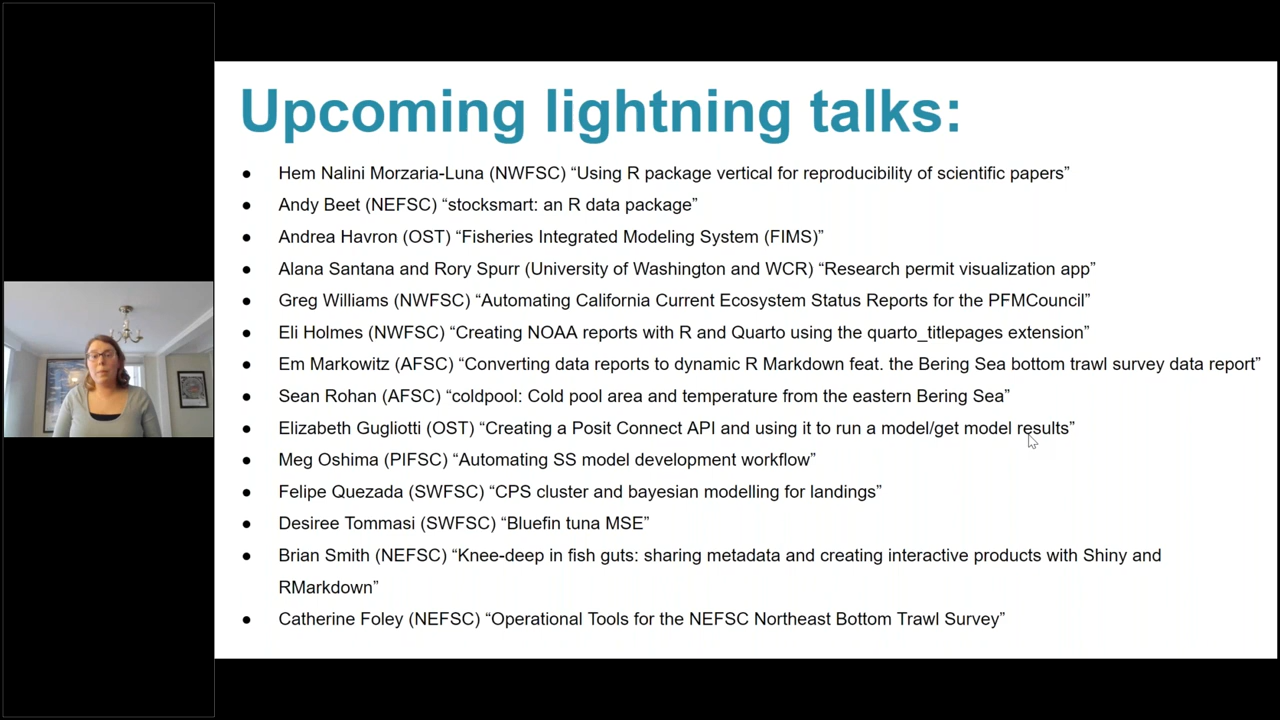 Upcoming lightning talks:
● Hem Nalini Morzaria-Luna (NWFSC) “Using R package vertical for reproducibility of scientific papers”
● Andy Beet (NEFSC) “stocksmart: an R data package”
● Andrea Havron (OST) “Fisheries Integrated Modeling System (FIMS)”
● Alana Santana and Rory Spurr (University of Washington and WCR) “Research permit visualization app”
● Greg Williams (NWFSC) “Automating California Current Ecosystem Status Reports for the PFMCouncil”
● Eli Holmes (NWFSC) “Creating NOAA reports with R and Quarto using the quarto_titlepages extension”
● Em Markowitz (AFSC) “Converting data reports to dynamic R Markdown feat. the Bering Sea bottom trawl survey data report”
● Sean Rohan (AFSC) “coldpool: Cold pool area and temperature from the eastern Bering Sea”
● Elizabeth Gugliotti (OST) “Creating a Posit Connect API and using it to run a model/get model results”
● Meg Oshima (PIFSC) “Automating SS model development workflow”
● Felipe Quezada (SWFSC) “CPS cluster and bayesian modelling for landings”
● Desiree Tommasi (SWFSC) “Bluefin tuna MSE”
● Brian Smith (NEFSC) “Knee-deep in fish guts: sharing metadata and creating interactive products with Shiny and
RMarkdown”
● Catherine Foley (NEFSC) “Operational Tools for the NEFSC Northeast Bottom Trawl Survey”